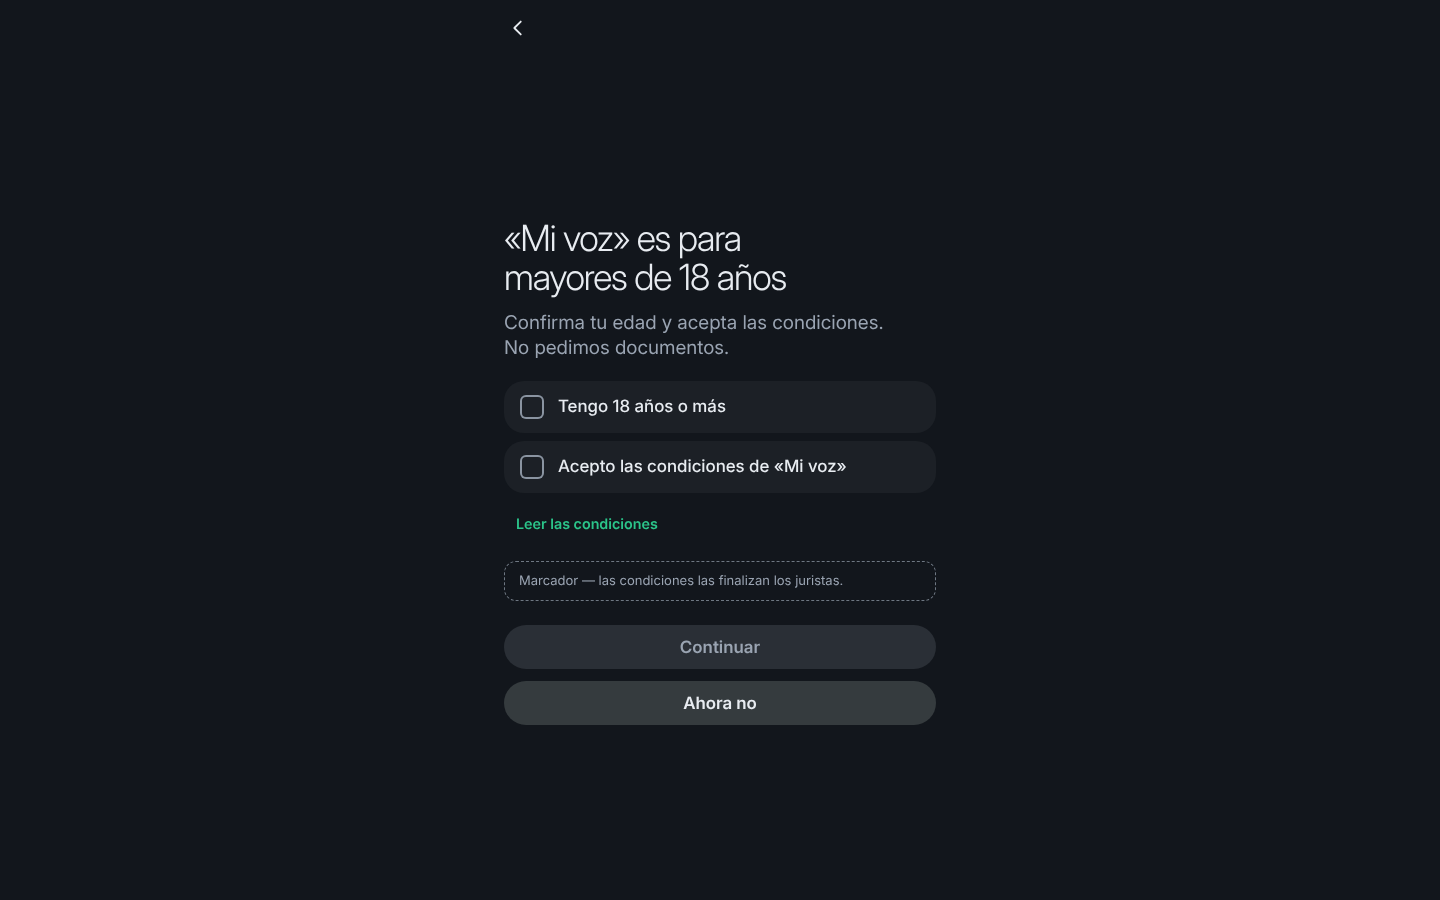 «Mi voz» es para
mayores de 18 años
Confirma tu edad y acepta las condiciones.
No pedimos documentos.
Tengo 18 años o más
Acepto las condiciones de «Mi voz»
Leer las condiciones
Marcador — las condiciones las finalizan los juristas.
Continuar
Ahora no